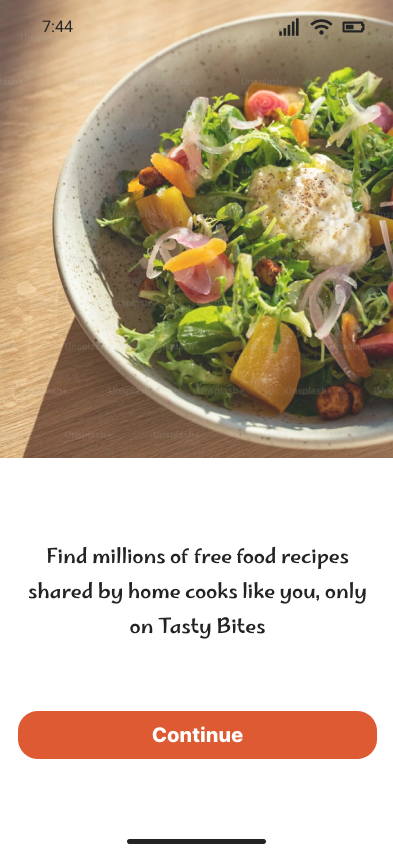 7:44
Find millions of free food recipes
shared by home cooks like you, only
on Tasty Bites
Continue